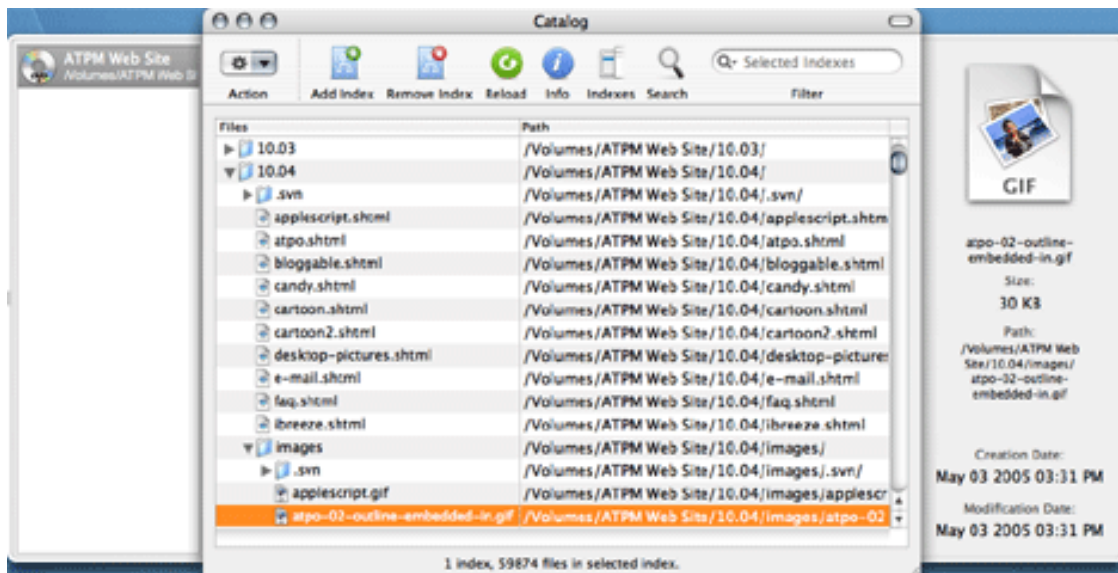 ATPM Web Site
/Volumes/ATPM Web Si
Catalog
Action
Add Index
Remove Index
Reload
Info
Indexes
Search
Selected Indexes
Filter
Files Path
10.03 /Volumes/ATPM Web Site/10.03/
10.04 /Volumes/ATPM Web Site/10.04/
.svn /Volumes/ATPM Web Site/10.04/.svn/
applescript.shtml /Volumes/ATPM Web Site/10.04/applescript.shtm
atpo.shtml /Volumes/ATPM Web Site/10.04/atpo.shtml
bloggable.shtml /Volumes/ATPM Web Site/10.04/bloggable.shtml
candy.shtml /Volumes/ATPM Web Site/10.04/candy.shtml
cartoon.shtml /Volumes/ATPM Web Site/10.04/cartoon.shtml
cartoon2.shtml /Volumes/ATPM Web Site/10.04/cartoon2.shtml
desktop-pictures.shtml /Volumes/ATPM Web Site/10.04/desktop-pictures
e-mail.shtml /Volumes/ATPM Web Site/10.04/e-mail.shtml
faq.shtml /Volumes/ATPM Web Site/10.04/faq.shtml
ibreeze.shtml /Volumes/ATPM Web Site/10.04/ibreeze.shtml
images /Volumes/ATPM Web Site/10.04/images/
.svn /Volumes/ATPM Web Site/10.04/images/.svn/
applescript.gif /Volumes/ATPM Web Site/10.04/images/applescr
atpo-02-outline-embedded-in.gif /Volumes/ATPM Web Site/10.04/images/atpo-02
1 index, 59874 files in selected index.
GIF
atpo-02-outline-
embedded-in.gif
Size:
30 KB
Path:
/Volumes/ATPM Web
Site/10.04/images/
atpo-02-outline-
embedded-in.gif
Creation Date:
May 03 2005 03:31 PM
Modification Date:
May 03 2005 03:31 PM